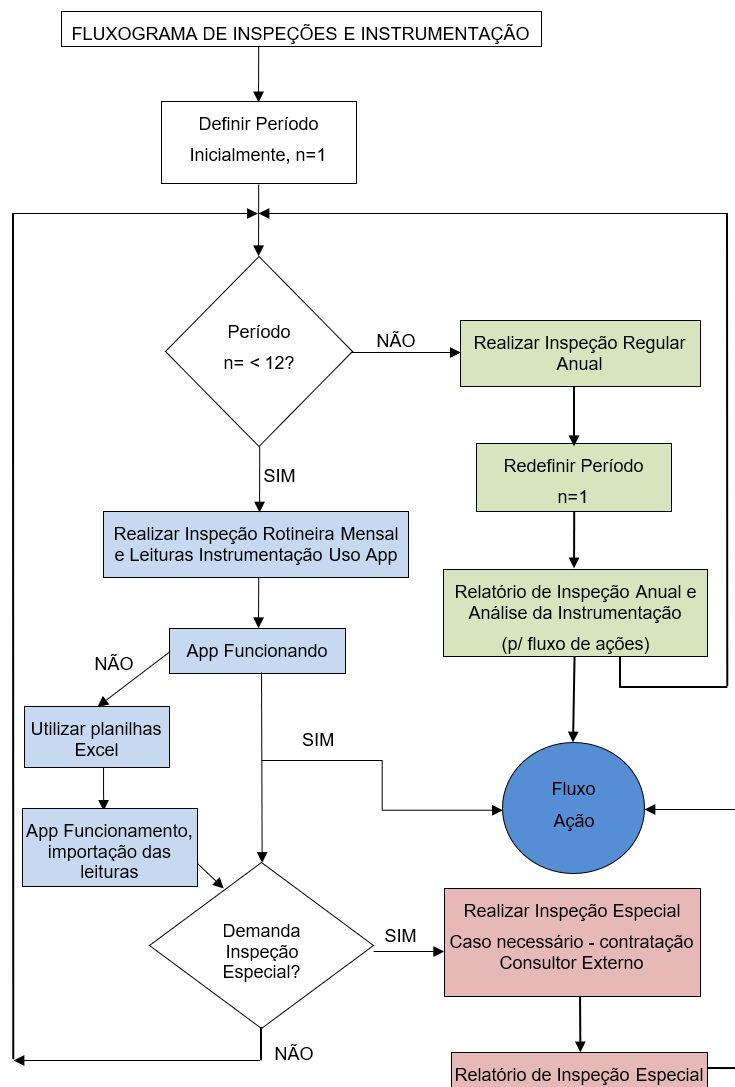 FLUXOGRAMA DE INSPEÇÕES E INSTRUMENTAÇÃO
Definir Período
Inicialmente, n=1
Período
n= < 12?
NÃO
Realizar Inspeção Regular
Anual
SIM
Redefinir Período
n=1
Realizar Inspeção Rotineira Mensal
e Leituras Instrumentação Uso App
Relatório de Inspeção Anual e
Análise da Instrumentação
(p/ fluxo de ações)
App Funcionando
NÃO
Utilizar planilhas
Excel
SIM
Fluxo
Ação
App Funcionamento,
importação das
leituras
Demanda
Inspeção
Especial?
SIM
Realizar Inspeção Especial
Caso necessário - contratação
Consultor Externo
NÃO
Relatório de Inspeção Especial